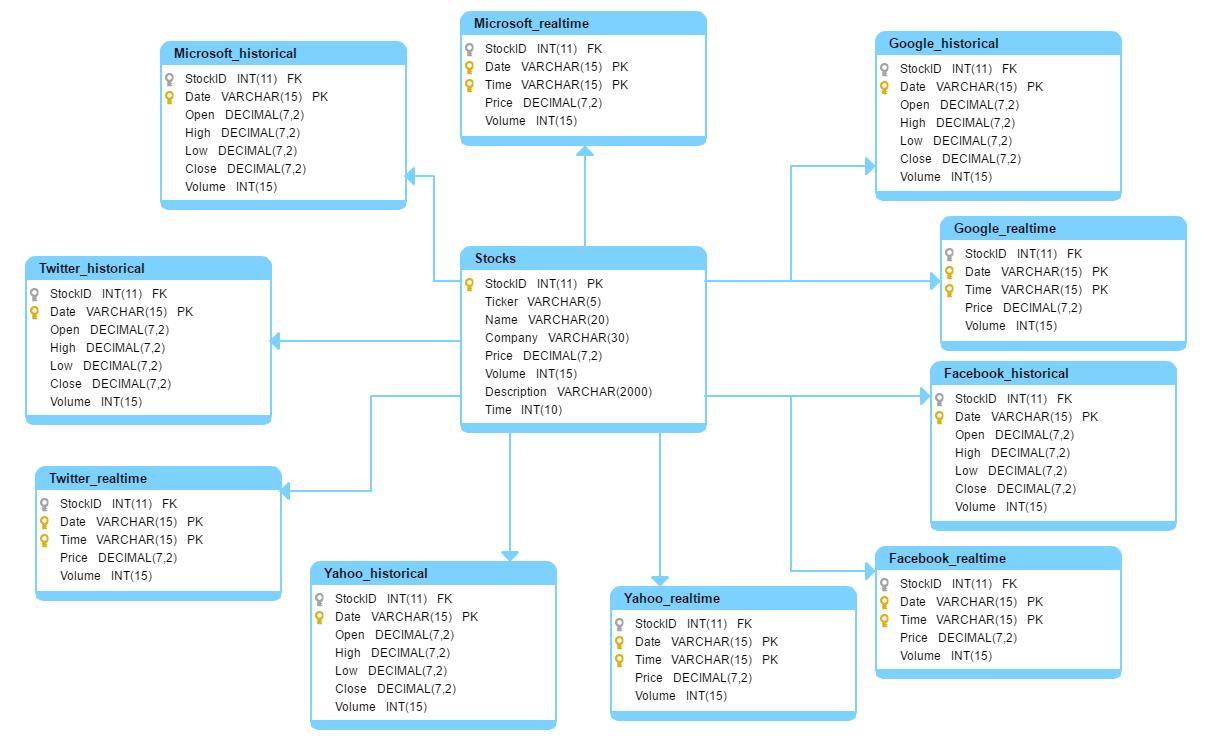 Microsoft_realtime
StockID INT(11) FK
Date VARCHAR(15) PK
Time VARCHAR(15) PK
Price DECIMAL(7,2)
Volume INT(15)
Microsoft_historical
StockID INT(11) FK
Date VARCHAR(15) PK
Open DECIMAL(7,2)
High DECIMAL(7,2)
Low DECIMAL(7,2)
Close DECIMAL(7,2)
Volume INT(15)
Google_historical
StockID INT(11) FK
Date VARCHAR(15) PK
Open DECIMAL(7,2)
High DECIMAL(7,2)
Low DECIMAL(7,2)
Close DECIMAL(7,2)
Volume INT(15)
Google_realtime
StockID INT(11) FK
Date VARCHAR(15) PK
Time VARCHAR(15) PK
Price DECIMAL(7,2)
Volume INT(15)
Twitter_historical
StockID INT(11) FK
Date VARCHAR(15) PK
Open DECIMAL(7,2)
High DECIMAL(7,2)
Low DECIMAL(7,2)
Close DECIMAL(7,2)
Volume INT(15)
Stocks
StockID INT(11) PK
Ticker VARCHAR(5)
Name VARCHAR(20)
Company VARCHAR(30)
Price DECIMAL(7,2)
Volume INT(15)
Description VARCHAR(2000)
Time INT(10)
Facebook_historical
StockID INT(11) FK
Date VARCHAR(15) PK
Open DECIMAL(7,2)
High DECIMAL(7,2)
Low DECIMAL(7,2)
Close DECIMAL(7,2)
Volume INT(15)
Twitter_realtime
StockID INT(11) FK
Date VARCHAR(15) PK
Time VARCHAR(15) PK
Price DECIMAL(7,2)
Volume INT(15)
Yahoo_historical
StockID INT(11) FK
Date VARCHAR(15) PK
Open DECIMAL(7,2)
High DECIMAL(7,2)
Low DECIMAL(7,2)
Close DECIMAL(7,2)
Volume INT(15)
Yahoo_realtime
StockID INT(11) FK
Date VARCHAR(15) PK
Time VARCHAR(15) PK
Price DECIMAL(7,2)
Volume INT(15)
Facebook_realtime
StockID INT(11) FK
Date VARCHAR(15) PK
Time VARCHAR(15) PK
Price DECIMAL(7,2)
Volume INT(15)